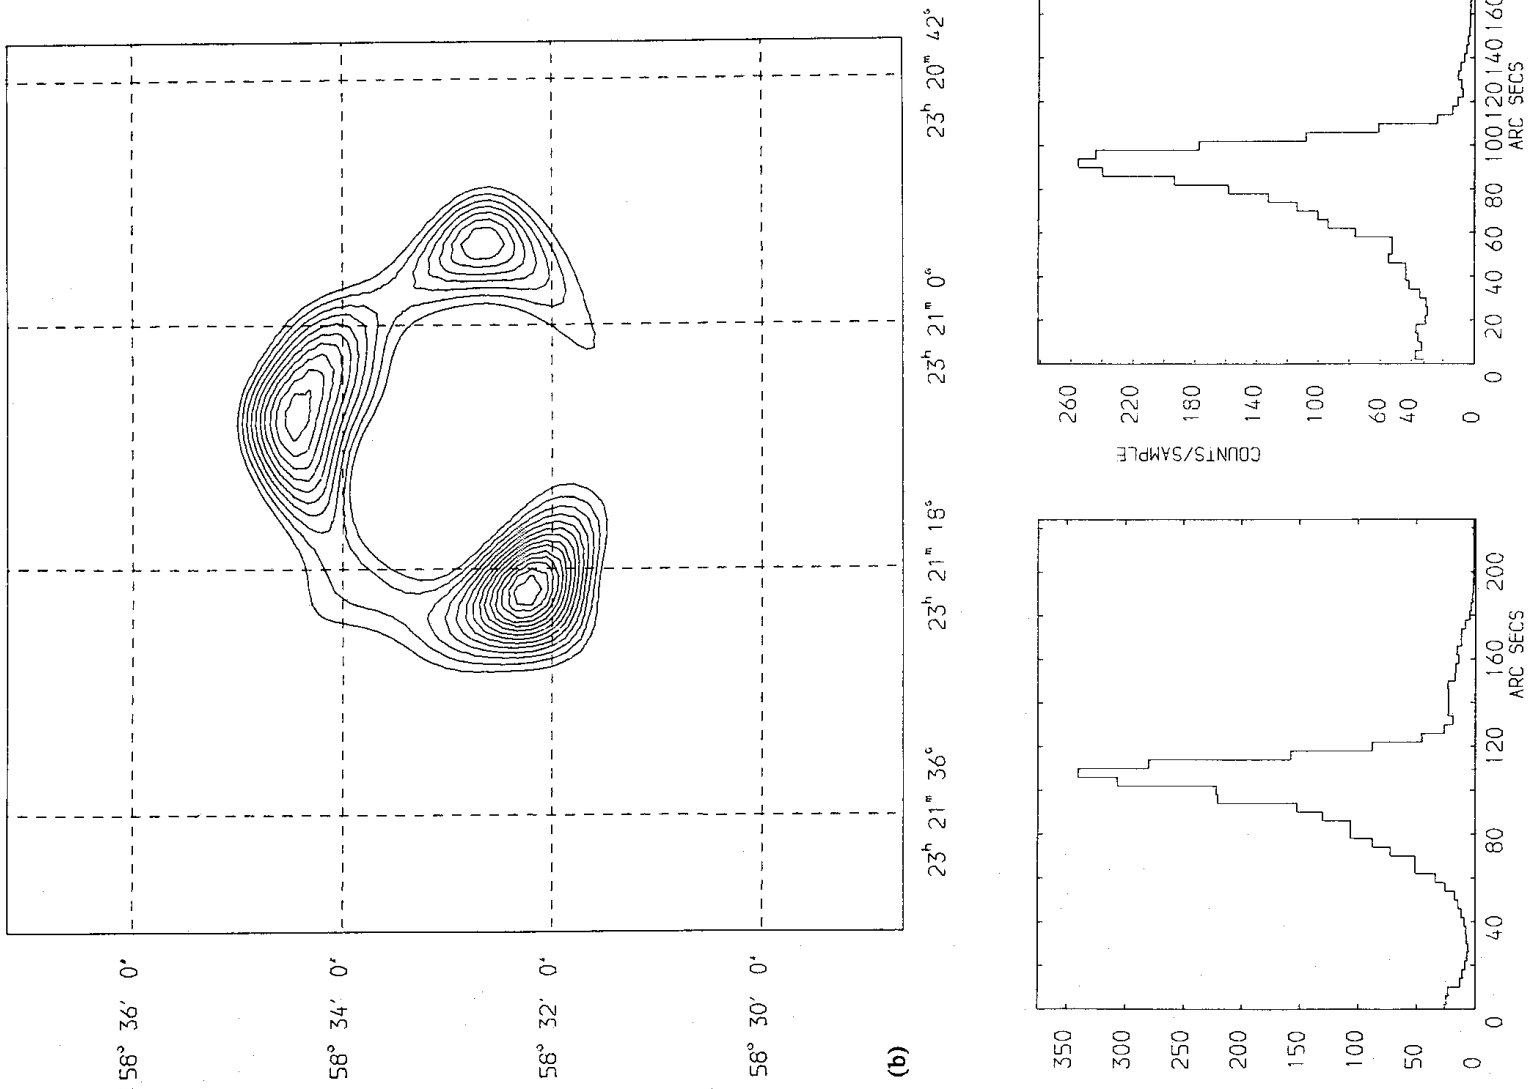 58° 36' 0"
58° 34' 0"
58° 32' 0"
58° 30' 0"
23ʰ 21ᵐ 36ˢ
23ʰ 21ᵐ 18ˢ
23ʰ 21ᵐ 0ˢ
23ʰ 20ᵐ 42ˢ
(b)
350
300
250
200
150
100
50
0
0 40 80 120 160 200
ARC SECS
COUNTS/SAMPLE
260
220
180
140
100
60
40
0
0 20 40 60 80 100 120 140 160
ARC SECS